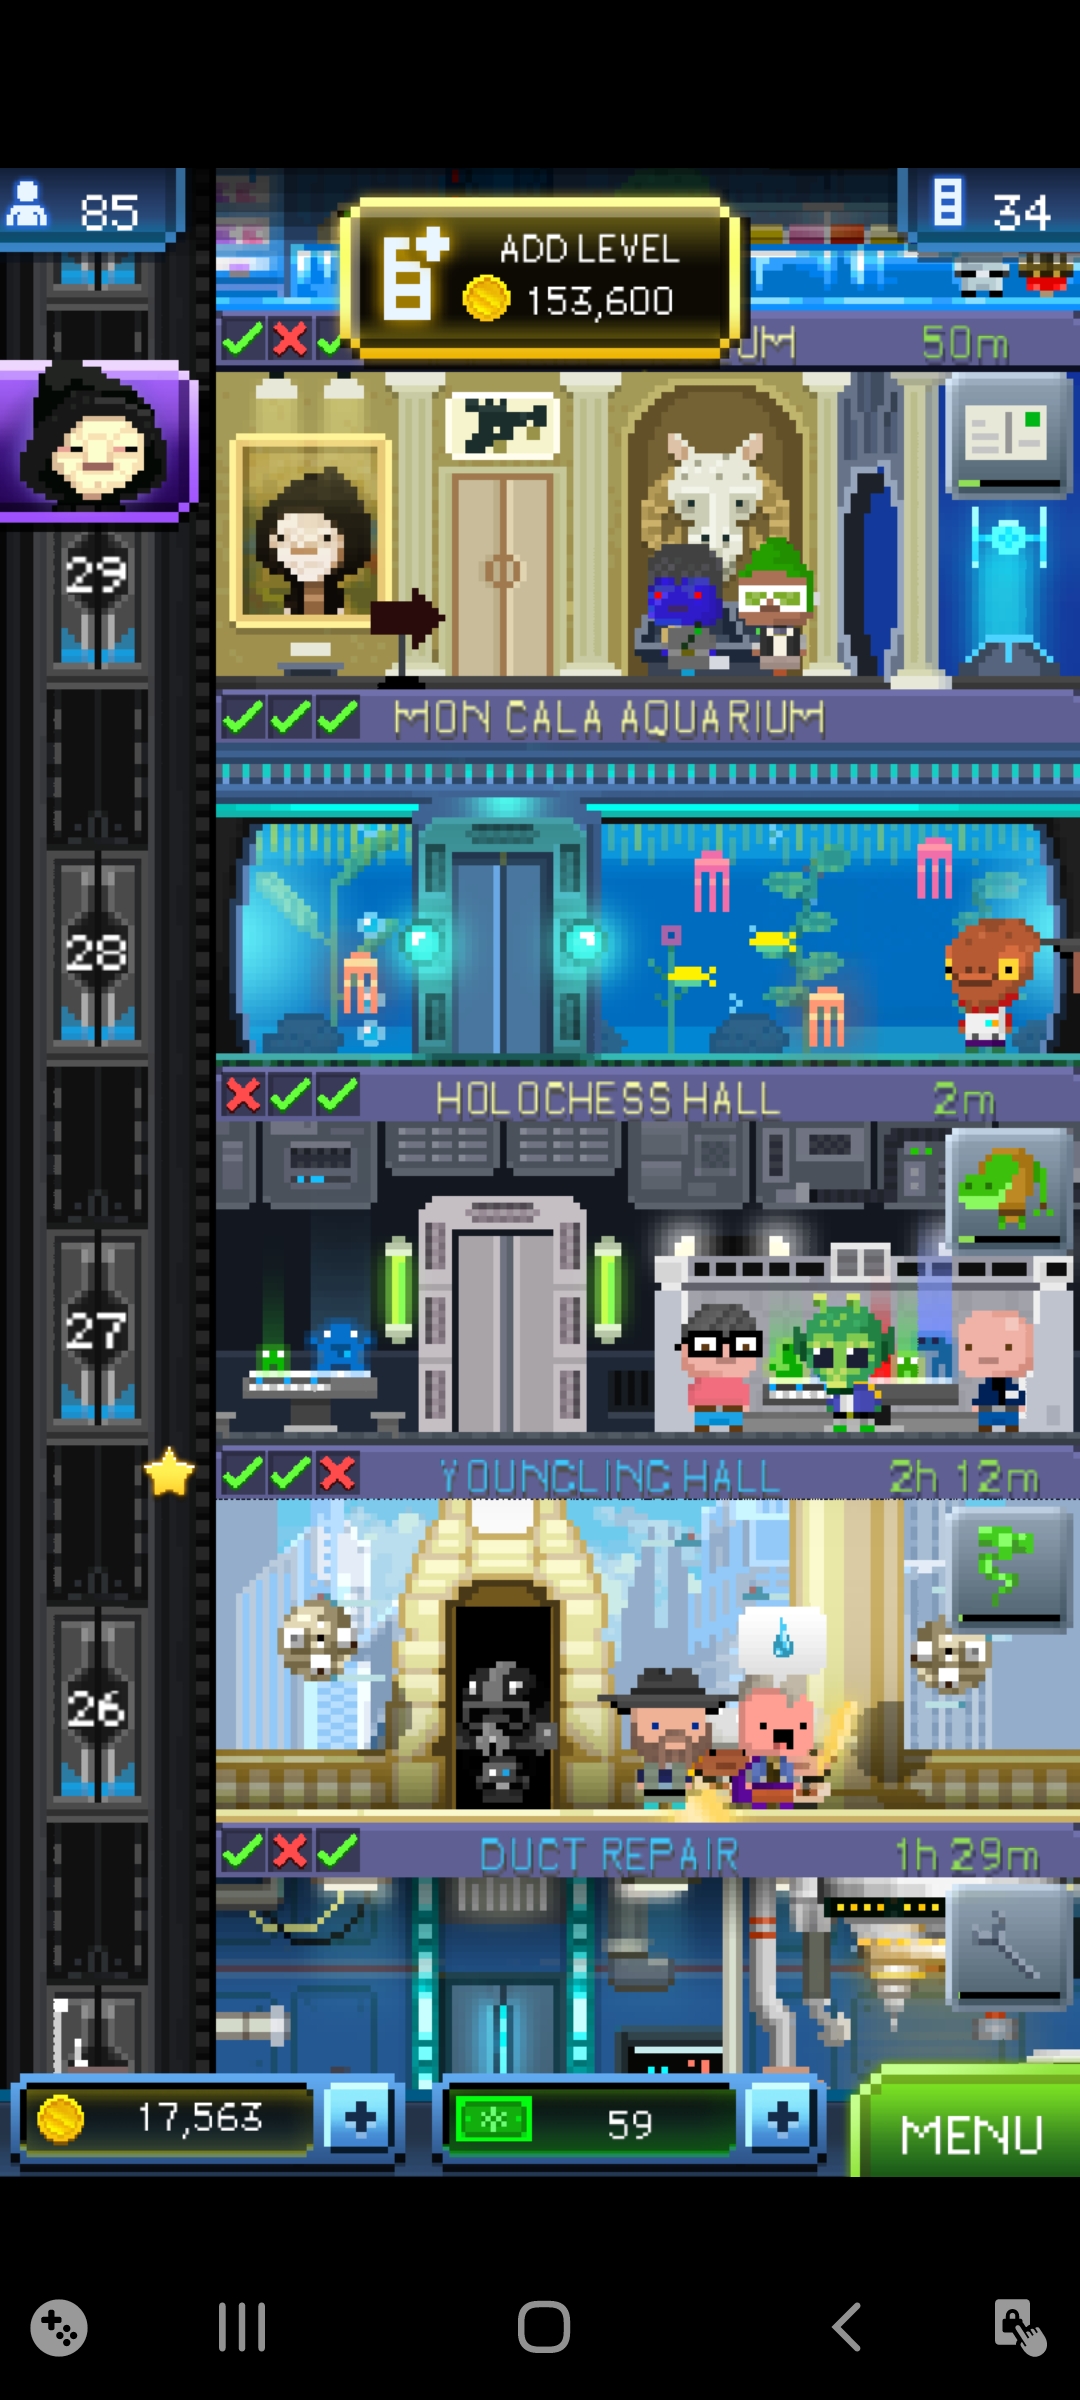 85
ADD LEVEL
153,600
34
UM 50m
29
MON CALA AQUARIUM
28
HOLOCHESS HALL 2m
27
YOUNGLING HALL 2h 12m
26
DUCT REPAIR 1h 29m
17,563
59
MENU